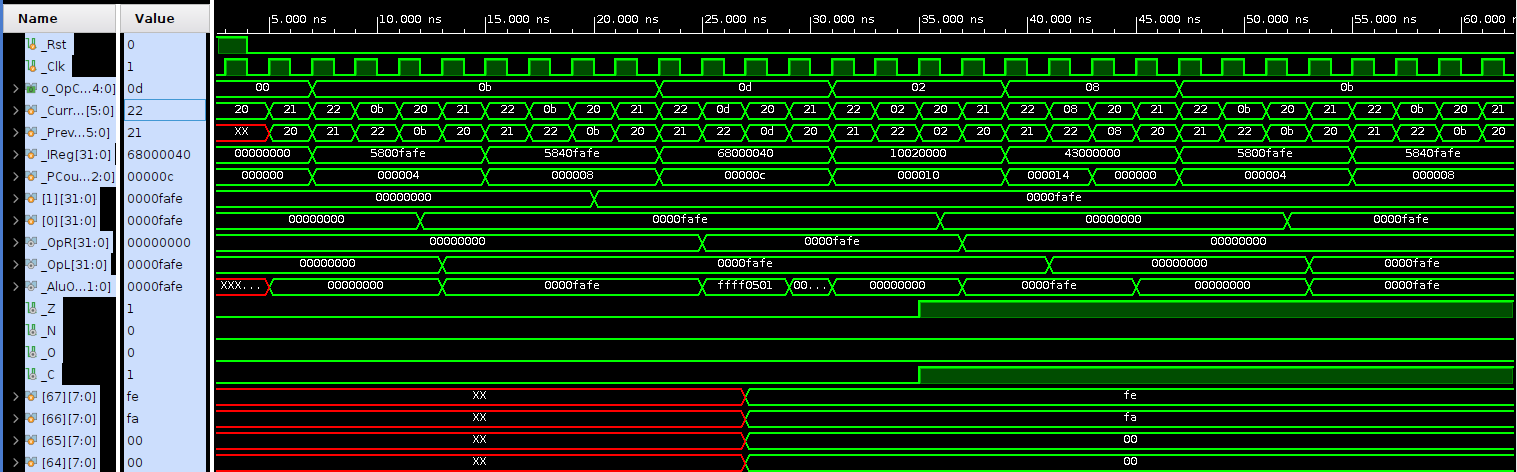 Name Value 5.000 ns 10.000 ns 15.000 ns 20.000 ns 25.000 ns 30.000 ns 35.000 ns 40.000 ns 45.000 ns 50.000 ns 55.000 ns 60.000
_Rst 0
_Clk 1
o_OpC...4:0] 0d 00 0b 0d 02 08 0b
_Curr...[5:0] 22 20 21 22 0b 20 21 22 0b 20 21 22 0d 20 21 22 02 20 21 22 08 20 21 22 0b 20 21 22 0b 20 21
_Prev...5:0] 21 XX 20 21 22 0b 20 21 22 0b 20 21 22 0d 20 21 22 02 20 21 22 08 20 21 22 0b 20 21 22 0b 20
_IReg[31:0] 68000040 00000000 5800fafe 5840fafe 68000040 10020000 43000000 5800fafe 5840fafe
_PCou...2:0] 00000c 000000 000004 000008 00000c 000010 000014 000000 000004 000008
[1][31:0] 0000fafe 00000000 0000fafe
[0][31:0] 0000fafe 00000000 0000fafe 00000000 0000fafe
_OpR[31:0] 00000000 00000000 0000fafe 00000000
_OpL[31:0] 0000fafe 00000000 0000fafe 00000000 0000fafe
_AluO...1:0] 0000fafe XXX... 00000000 0000fafe ffff0501 00... 00000000 0000fafe 00000000 0000fafe
_Z 1
_N 0
_O 0
_C 1
[67][7:0] fe XX fe
[66][7:0] fa XX fa
[65][7:0] 00 XX 00
[64][7:0] 00 XX 00